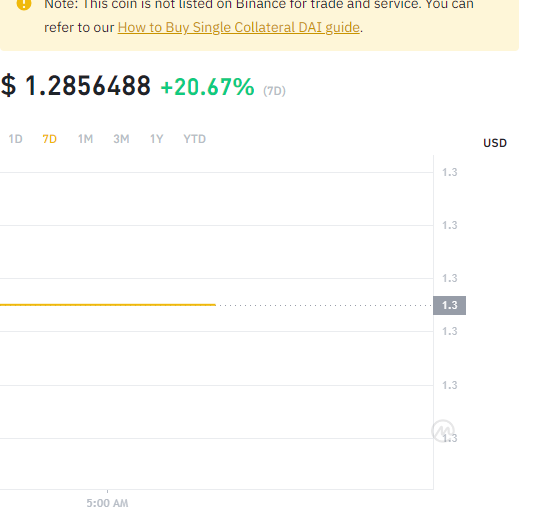 Note: This coin is not listed on Binance for trade and service. You can
refer to our How to Buy Single Collateral DAI guide.
$ 1.2856488 +20.67% (7D)
1D 7D 1M 3M 1Y YTD
USD
1.3
1.3
1.3
1.3
1.3
1.3
1.3
5:00 AM